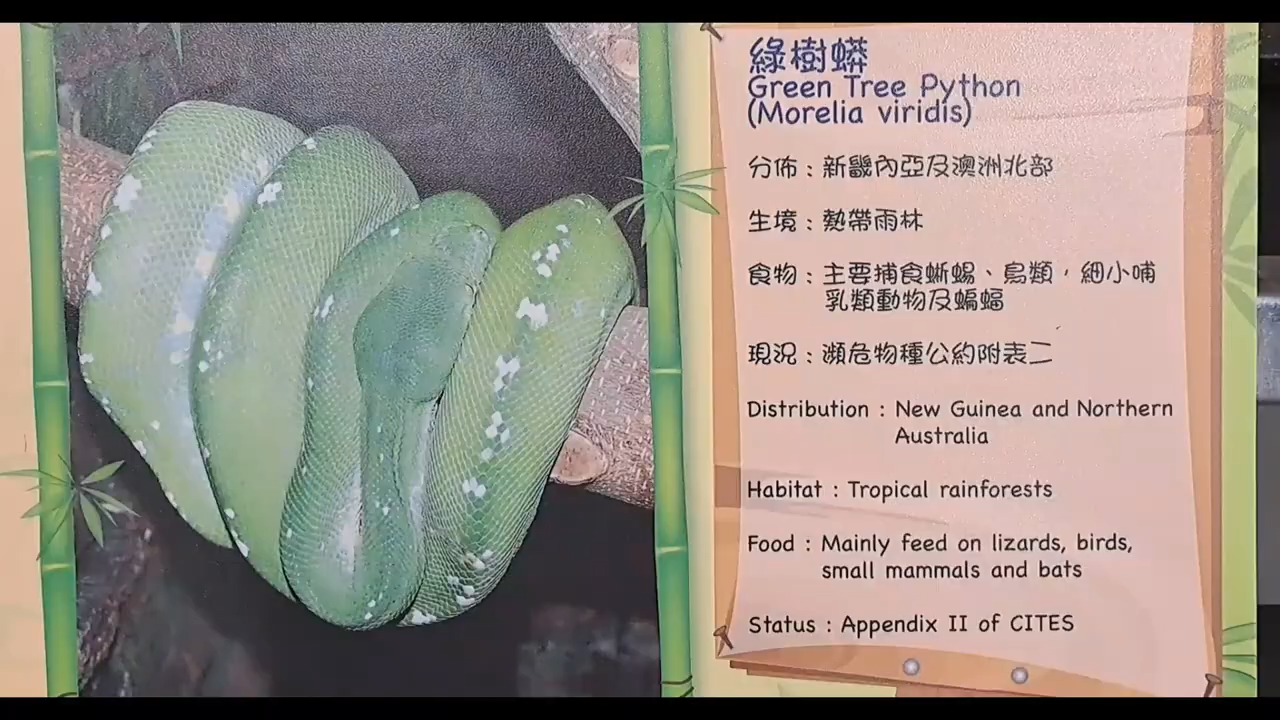 綠樹蟒
Green Tree Python
(Morelia viridis)
分佈：新畿內亞及澳洲北部
生境：熱帶雨林
食物：主要捕食蜥蜴、鳥類，細小哺
乳類動物及蝙蝠
現況：瀕危物種公約附表二
Distribution : New Guinea and Northern
Australia
Habitat : Tropical rainforests
Food : Mainly feed on lizards, birds,
small mammals and bats
Status : Appendix II of CITES